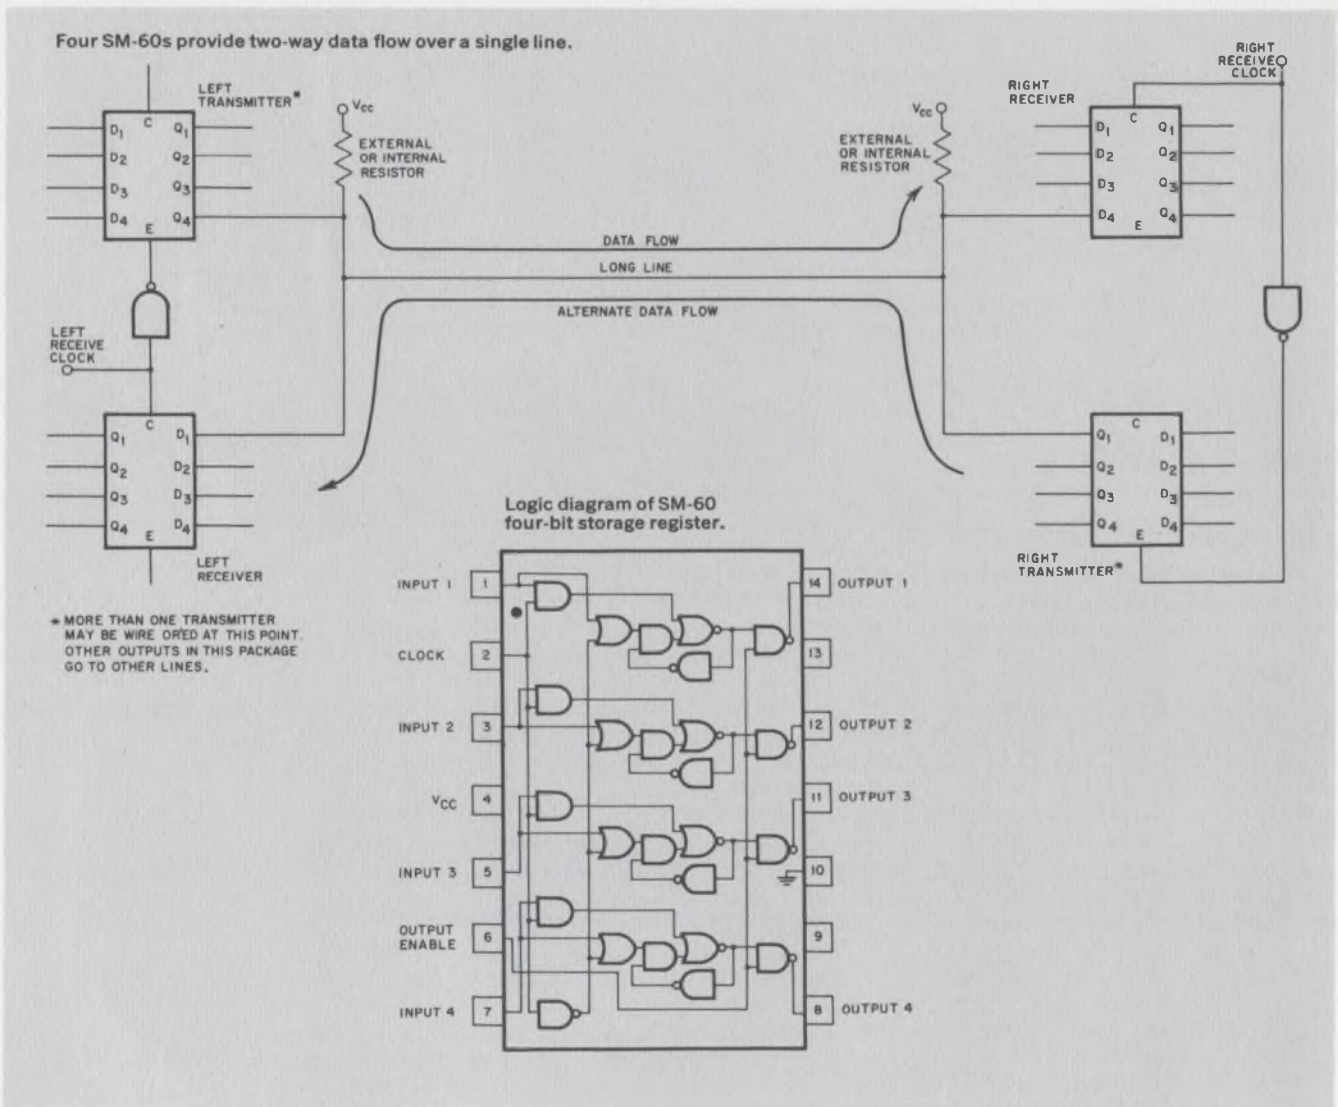 Four SM-60s provide two-way data flow over a single line.
LEFT
TRANSMITTER*
C
D1 Q1
D2 Q2
D3 Q3
D4 Q4
E
VCC
EXTERNAL
OR INTERNAL
RESISTOR
VCC
EXTERNAL
OR INTERNAL
RESISTOR
RIGHT
RECEIVER
RIGHT
RECEIVE
CLOCK
C
D1 Q1
D2 Q2
D3 Q3
D4 Q4
E
DATA FLOW
LONG LINE
ALTERNATE DATA FLOW
LEFT
RECEIVE
CLOCK
C
Q1 D1
Q2 D2
Q3 D3
Q4 D4
E
LEFT
RECEIVER
C
Q1 D1
Q2 D2
Q3 D3
Q4 D4
E
RIGHT
TRANSMITTER*
* MORE THAN ONE TRANSMITTER
MAY BE WIRE OR'ED AT THIS POINT.
OTHER OUTPUTS IN THIS PACKAGE
GO TO OTHER LINES.
Logic diagram of SM-60
four-bit storage register.
INPUT 1 1
14 OUTPUT 1
CLOCK 2
13
INPUT 2 3
12 OUTPUT 2
VCC 4
11 OUTPUT 3
INPUT 3 5
10
OUTPUT
ENABLE 6
9
INPUT 4 7
8 OUTPUT 4